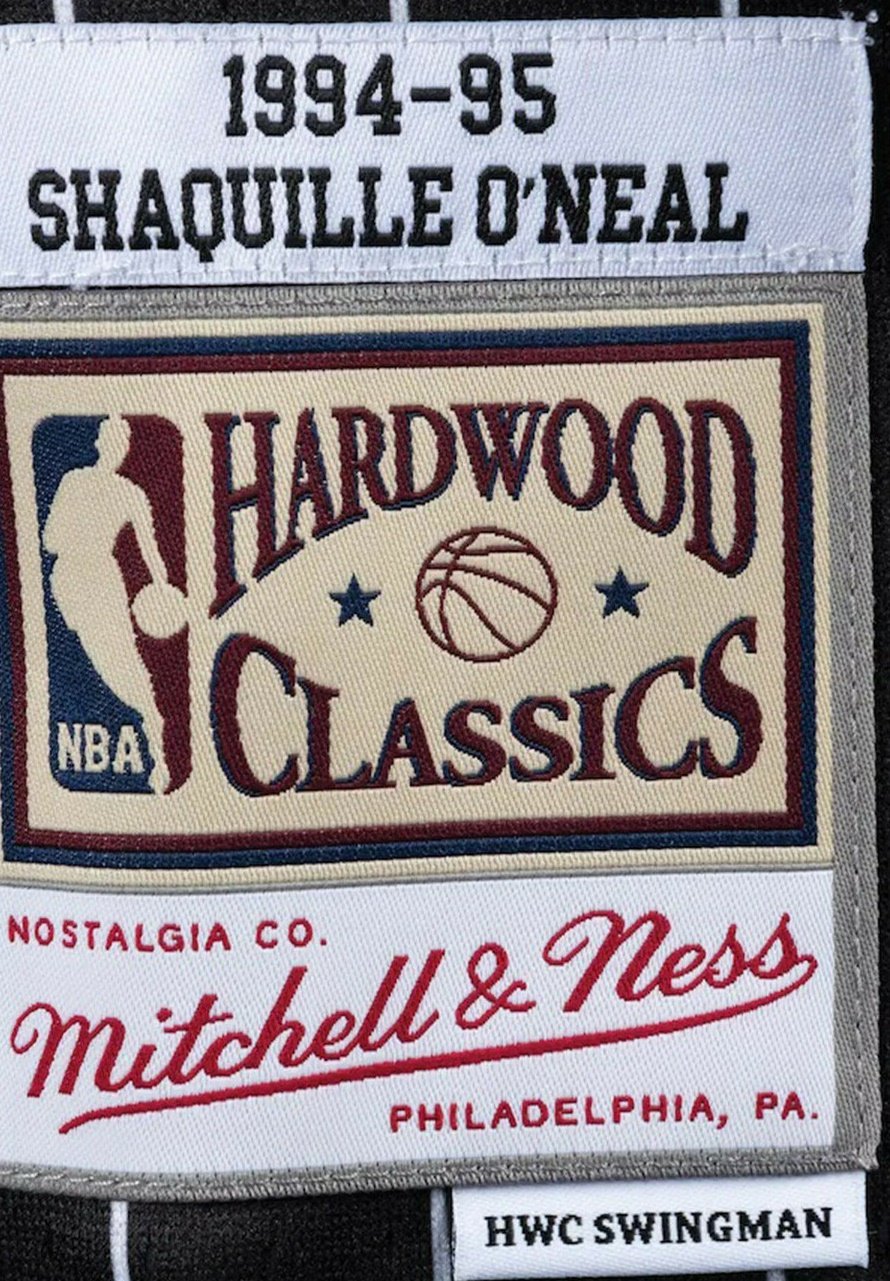 1994-95
SHAQUILLE O'NEAL
HARDWOOD
CLASSICS
NBA
NOSTALGIA CO.
Mitchell & Ness
PHILADELPHIA, PA.
HWC SWINGMAN